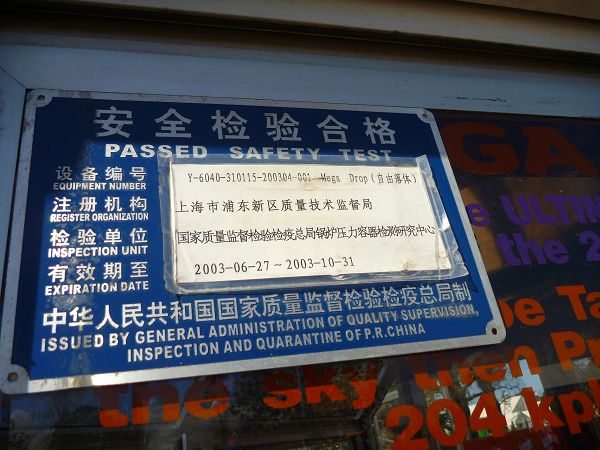 安全检验合格
PASSED SAFETY TEST
设备编号
EQUIPMENT NUMBER
Y-6040-310115-200304-001 Mega Drop(自由落体)
注册机构
REGISTER ORGANIZATION
上海市浦东新区质量技术监督局
检验单位
INSPECTION UNIT
国家质量监督检验检疫总局锅炉压力容器检测研究中心
有效期至
EXPIRATION DATE
2003-06-27～2003-10-31
中华人民共和国国家质量监督检验检疫总局制
ISSUED BY GENERAL ADMINISTRATION OF QUALITY SUPERVISION,
INSPECTION AND QUARANTINE OF P.R.CHINA
GA
ULTIM
the 2
pe Ta
the sky then Pr
204 kph